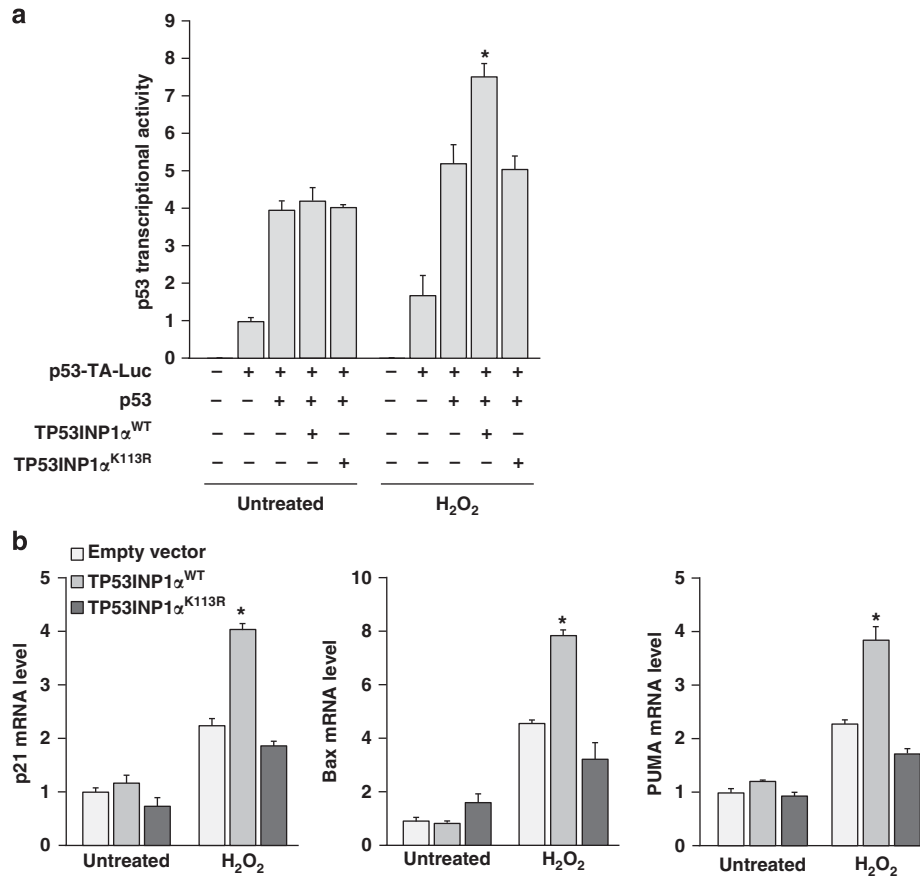 a
9
8
7
6
5
4
3
2
1
0
p53 transcriptional activity
*
p53-TA-Luc – + + + + – + + + +
p53 – – + + + – – + + +
TP53INP1α^WT – – – + – – – – + –
TP53INP1α^K113R – – – – + – – – – +
Untreated H₂O₂
b
Empty vector
TP53INP1α^WT
TP53INP1α^K113R
5
4
3
2
1
0
p21 mRNA level
*
Untreated H₂O₂
8
6
4
2
0
Bax mRNA level
*
Untreated H₂O₂
5
4
3
2
1
0
PUMA mRNA level
*
Untreated H₂O₂